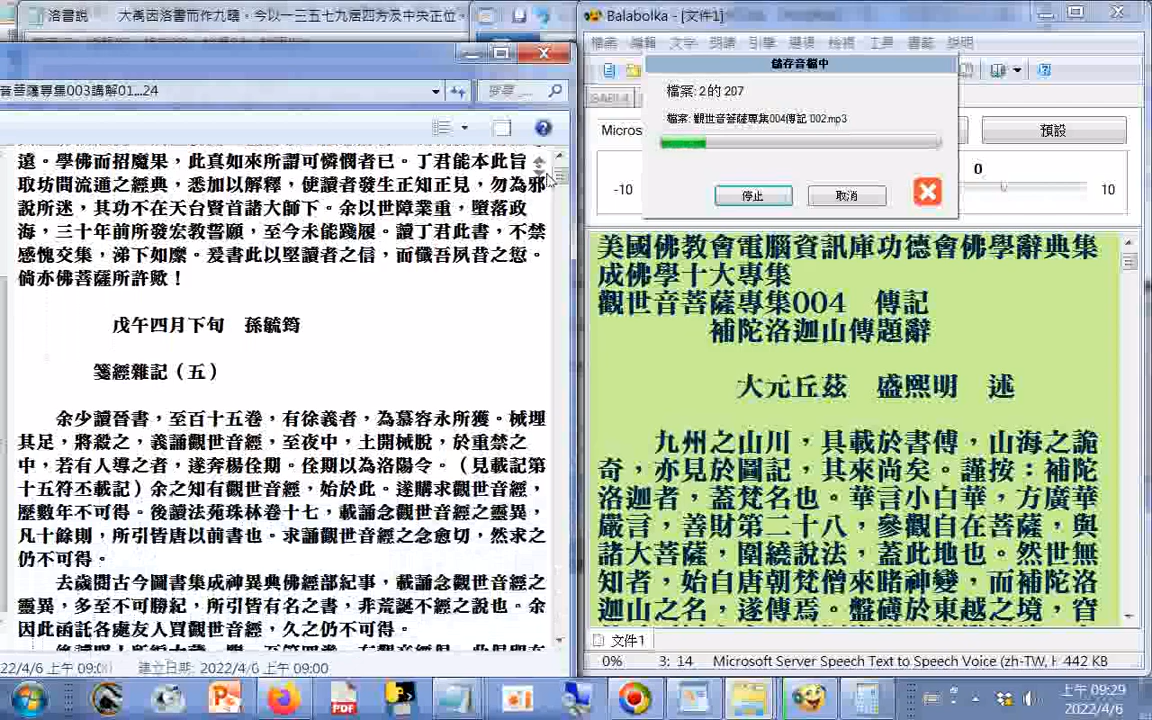 洛書說 大禹因洛書而作九疇，今以一三五七九居四方及中央正位
音菩薩專集003講解01...24
遠。學佛而招魔果，此真如來所謂可憐憫者已。丁君能本此旨，
取坊間流通之經典，悉加以解釋，使讀者發生正知正見，勿為邪
說所迷，其功不在天台賢首諸大師下。余以世障業重，墮落政
海，三十年前所發宏教誓願，至今未能踐履。讀丁君此書，不禁
感愧交集，涕下如縻。爰書此以堅讀者之信，而儆吾夙昔之愆。
倘亦佛菩薩所許歟！
戊午四月下旬 孫毓筠
箋經雜記（五）
余少讀晉書，至百十五卷，有徐義者，為慕容永所獲。械埋
其足，將殺之，義誦觀世音經，至夜中，土開械脫，於重禁之
中，若有人導之者，遂奔楊佺期。佺期以為洛陽令。（見載記第
十五符丕載記）余之知有觀世音經，始於此。遂購求觀世音經，
歷數年不可得。後讀法苑珠林卷十七，載誦念觀世音經之靈異，
凡十餘則，所引皆唐以前書也。求誦觀世音經之念愈切，然求之
仍不可得。
去歲閱古今圖書集成神異典佛經部紀事，載誦念觀世音經之
靈異，多至不可勝紀，所引皆有名之書，非荒誕不經之說也。余
因此函託各處友人買觀世音經，久之仍不可得。
22/4/6 上午 09:0 建立日期: 2022/4/6 上午 09:00
Balabolka - [文件1]
檔案 編輯 文字 朗讀 引擎 選項 檢視 工具 書籤 說明
儲存音檔中
檔案: 2的 207
檔案: 觀世音菩薩專集004傳記 002.mp3
停止 取消
Micros
預設
-10 0 10
美國佛教會電腦資訊庫功德會佛學辭典集
成佛學十大專集
觀世音菩薩專集004 傳記
補陀洛迦山傳題辭
大元丘茲 盛熙明 述
九州之山川，具載於書傳，山海之詭
奇，亦見於圖記，其來尚矣。謹按：補陀
洛迦者，蓋梵名也。華言小白華，方廣華
嚴言，善財第二十八，參觀自在菩薩，與
諸大菩薩，圍繞說法，蓋此地也。然世無
知者，始自唐朝梵僧來睹神變，而補陀洛
迦山之名，遂傳焉。盤礴於東越之境，窅
文件1
0% 3: 14 Microsoft Server Speech Text to Speech Voice (zh-TW, H 442 KB
上午 09:29
2022/4/6